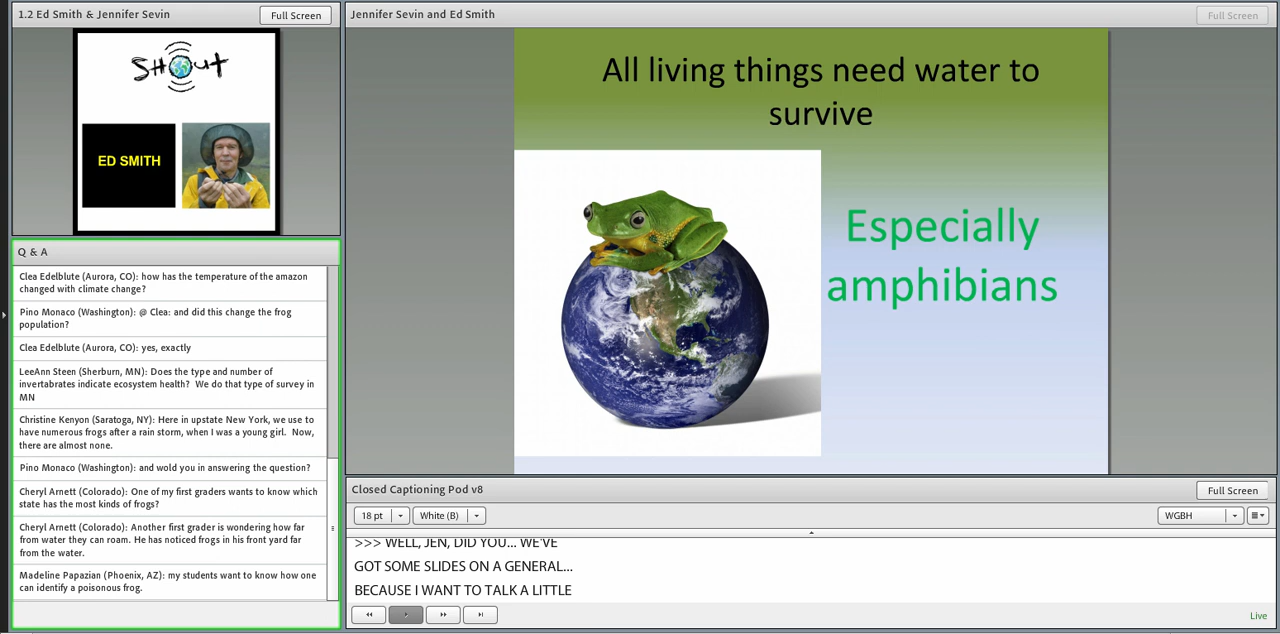 1.2 Ed Smith & Jennifer Sevin
Full Screen
SHOUT
ED SMITH
Q & A
Clea Edelblute (Aurora, CO): how has the temperature of the amazon
changed with climate change?
Pino Monaco (Washington): @ Clea: and did this change the frog
population?
Clea Edelblute (Aurora, CO): yes, exactly
LeeAnn Steen (Sherburn, MN): Does the type and number of
invertabrates indicate ecosystem health?  We do that type of survey in
MN
Christine Kenyon (Saratoga, NY): Here in upstate New York, we use to
have numerous frogs after a rain storm, when I was a young girl.  Now,
there are almost none.
Pino Monaco (Washington): and wold you in answering the question?
Cheryl Arnett (Colorado): One of my first graders wants to know which
state has the most kinds of frogs?
Cheryl Arnett (Colorado): Another first grader is wondering how far
from water they can roam. He has noticed frogs in his front yard far
from the water.
Madeline Papazian (Phoenix, AZ): my students want to know how one
can identify a poisonous frog.
Jennifer Sevin and Ed Smith
Full Screen
All living things need water to
survive
Especially
amphibians
Closed Captioning Pod v8
Full Screen
18 pt
White (B)
WGBH
>>> WELL, JEN, DID YOU... WE'VE
GOT SOME SLIDES ON A GENERAL...
BECAUSE I WANT TO TALK A LITTLE
Live